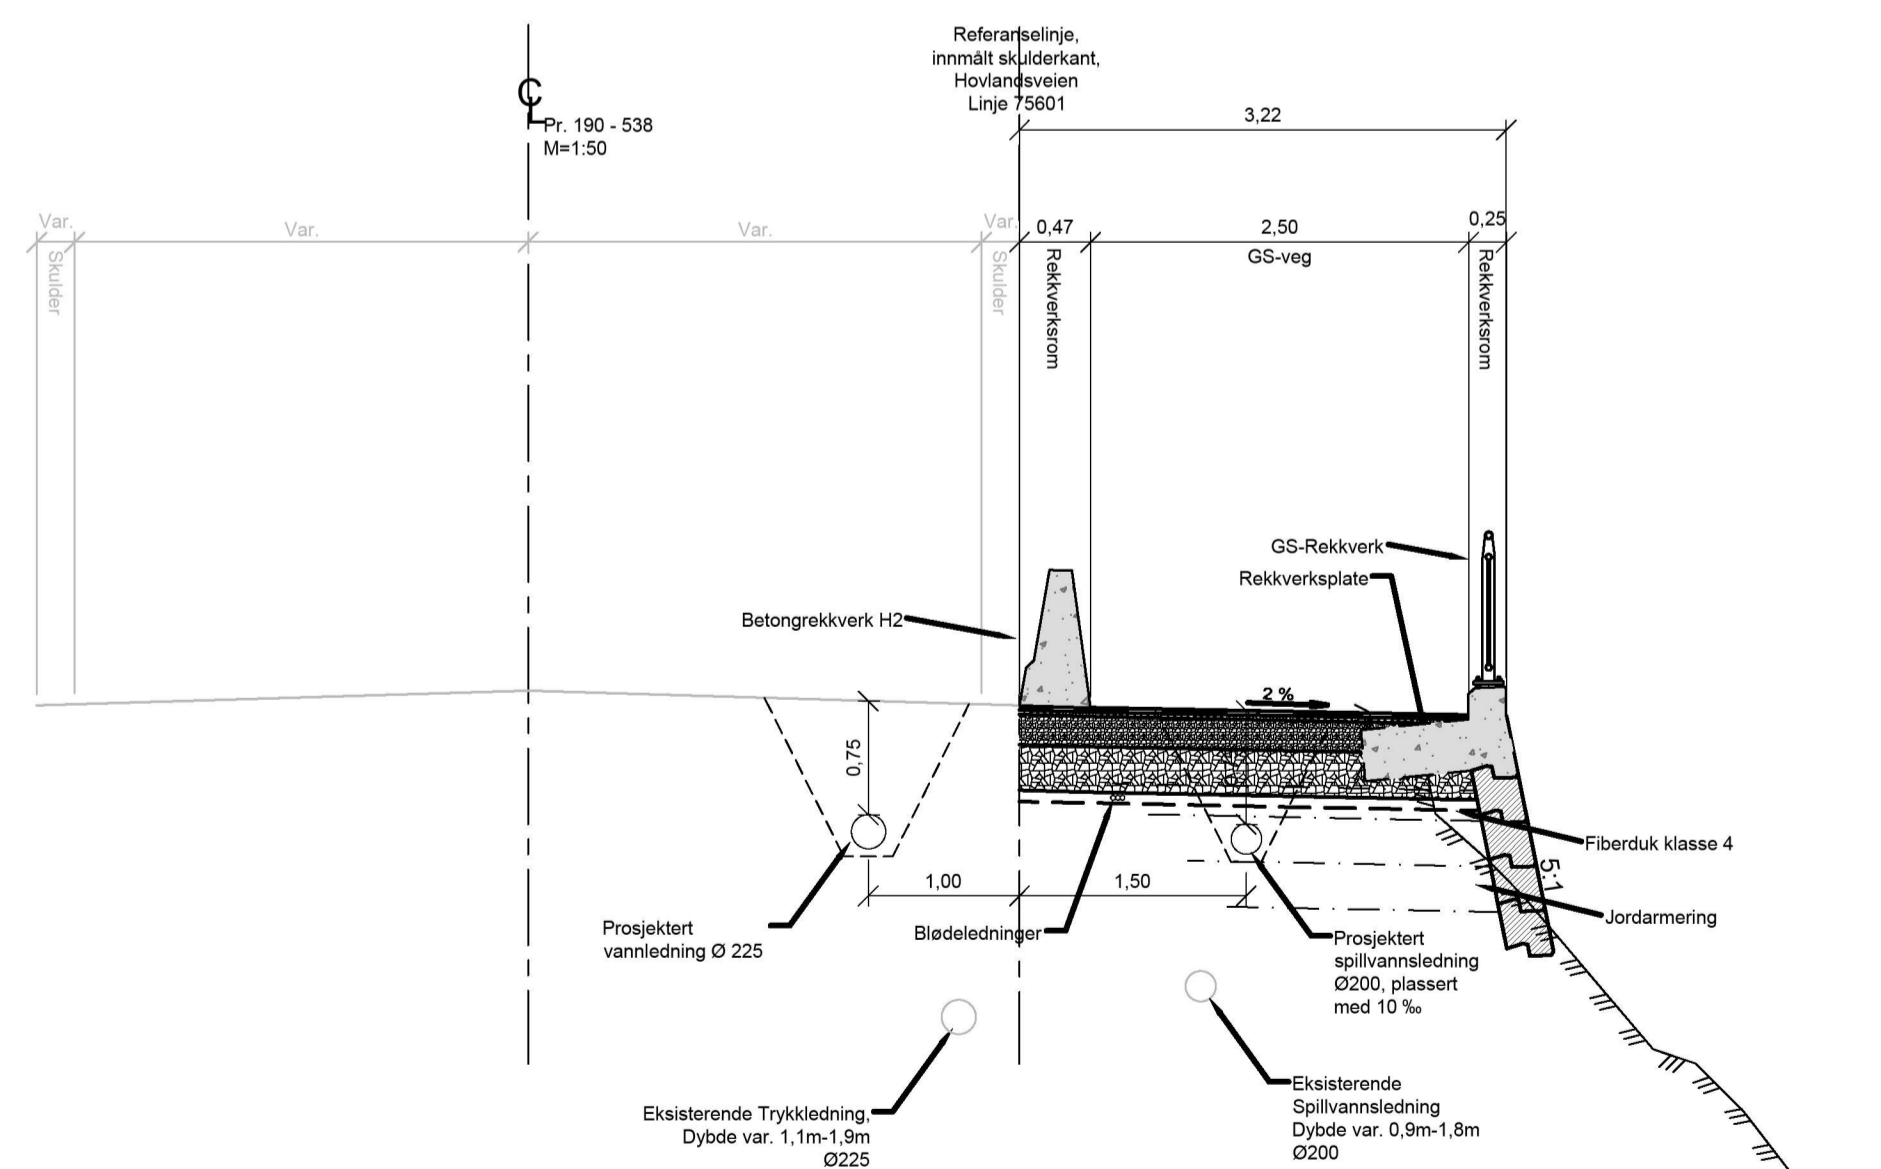 Referanselinje,
innmålt skulderkant,
Hovlandsveien
Linje 75601
3,22
CL
Pr. 190 - 538
M=1:50
Var.
Var.
Var.
Var.
0,47
2,50
0,25
Skulder
Skulder
Rekkverksrom
GS-veg
Rekkverksrom
GS-Rekkverk
Rekkverksplate
Betongrekkverk H2
2 %
0,75
Fiberduk klasse 4
5:1
1,00
1,50
Jordarmering
Prosjektert
vannledning Ø 225
Blødeledninger
Prosjektert
spillvannsledning
Ø200, plassert
med 10 ‰
Eksisterende Trykkledning,
Dybde var. 1,1m-1,9m
Ø225
Eksisterende
Spillvannsledning
Dybde var. 0,9m-1,8m
Ø200